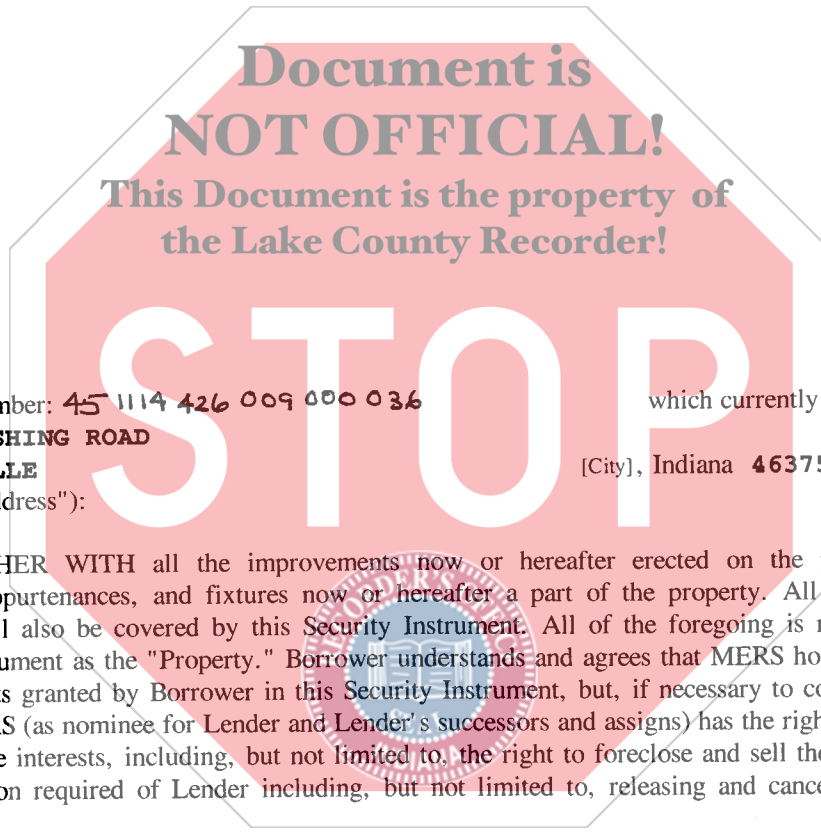 Document is
NOT OFFICIAL!
This Document is the property of
the Lake County Recorder!
STOP
mber: 45 1114 426 009 000 036 which currently
SHING ROAD
LLE [City], Indiana 46375
ddress"):
HER WITH all the improvements now or hereafter erected on the
ppurtenances, and fixtures now or hereafter a part of the property. All
l also be covered by this Security Instrument. All of the foregoing is r
ument as the "Property." Borrower understands and agrees that MERS ho
ts granted by Borrower in this Security Instrument, but, if necessary to co
RS (as nominee for Lender and Lender's successors and assigns) has the righ
e interests, including, but not limited to, the right to foreclose and sell the
on required of Lender including, but not limited to, releasing and cance